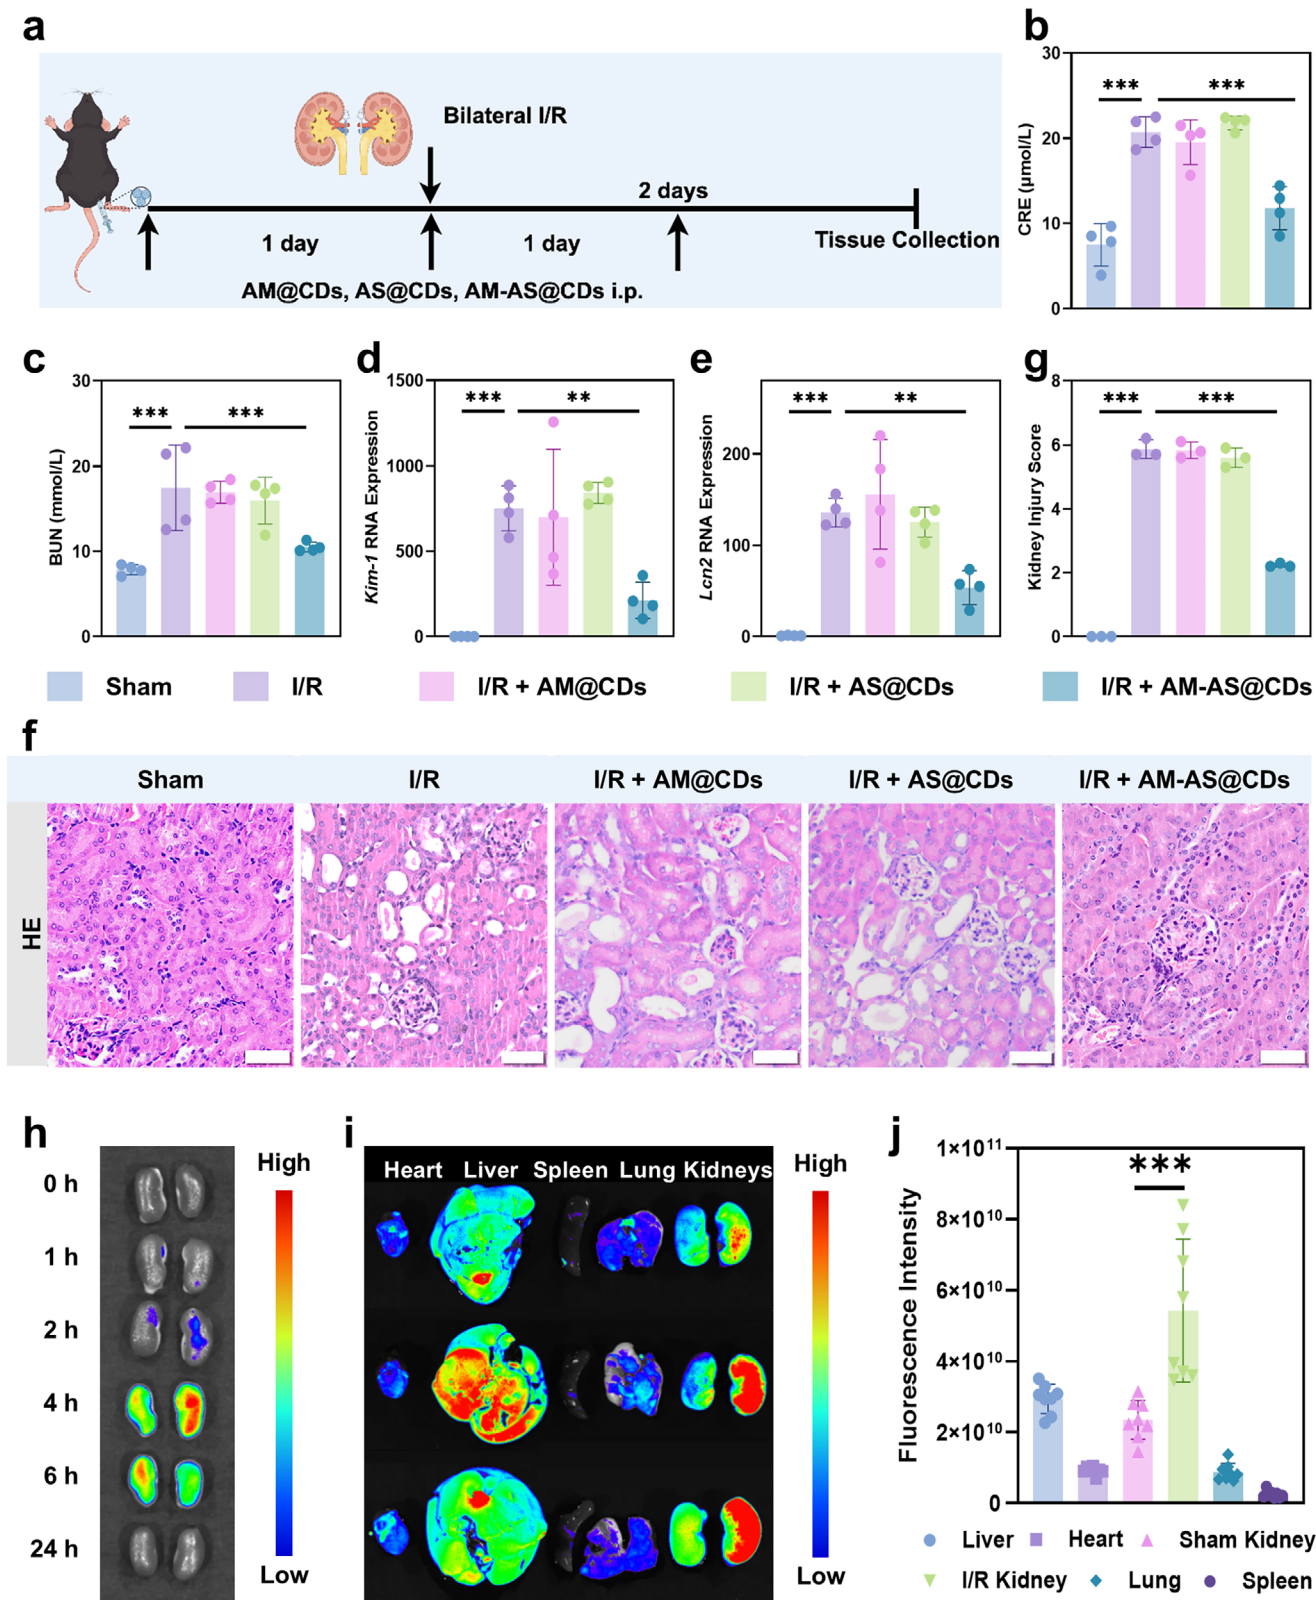 a
Bilateral I/R
2 days
1 day
1 day
Tissue Collection
AM@CDs, AS@CDs, AM-AS@CDs i.p.
b
30
20
10
0
CRE (μmol/L)
***
***
c
30
20
10
0
BUN (mmol/L)
***
***
d
1500
1000
500
0
Kim-1 RNA Expression
***
**
e
200
100
0
Lcn2 RNA Expression
***
**
g
8
6
4
2
0
Kidney Injury Score
***
***
Sham
I/R
I/R + AM@CDs
I/R + AS@CDs
I/R + AM-AS@CDs
f
Sham
I/R
I/R + AM@CDs
I/R + AS@CDs
I/R + AM-AS@CDs
HE
h
0 h
1 h
2 h
4 h
6 h
24 h
High
Low
i
Heart Liver Spleen Lung Kidneys
High
Low
j
1×10¹¹
8×10¹⁰
6×10¹⁰
4×10¹⁰
2×10¹⁰
0
Fluorescence Intensity
***
Liver
Heart
Sham Kidney
I/R Kidney
Lung
Spleen